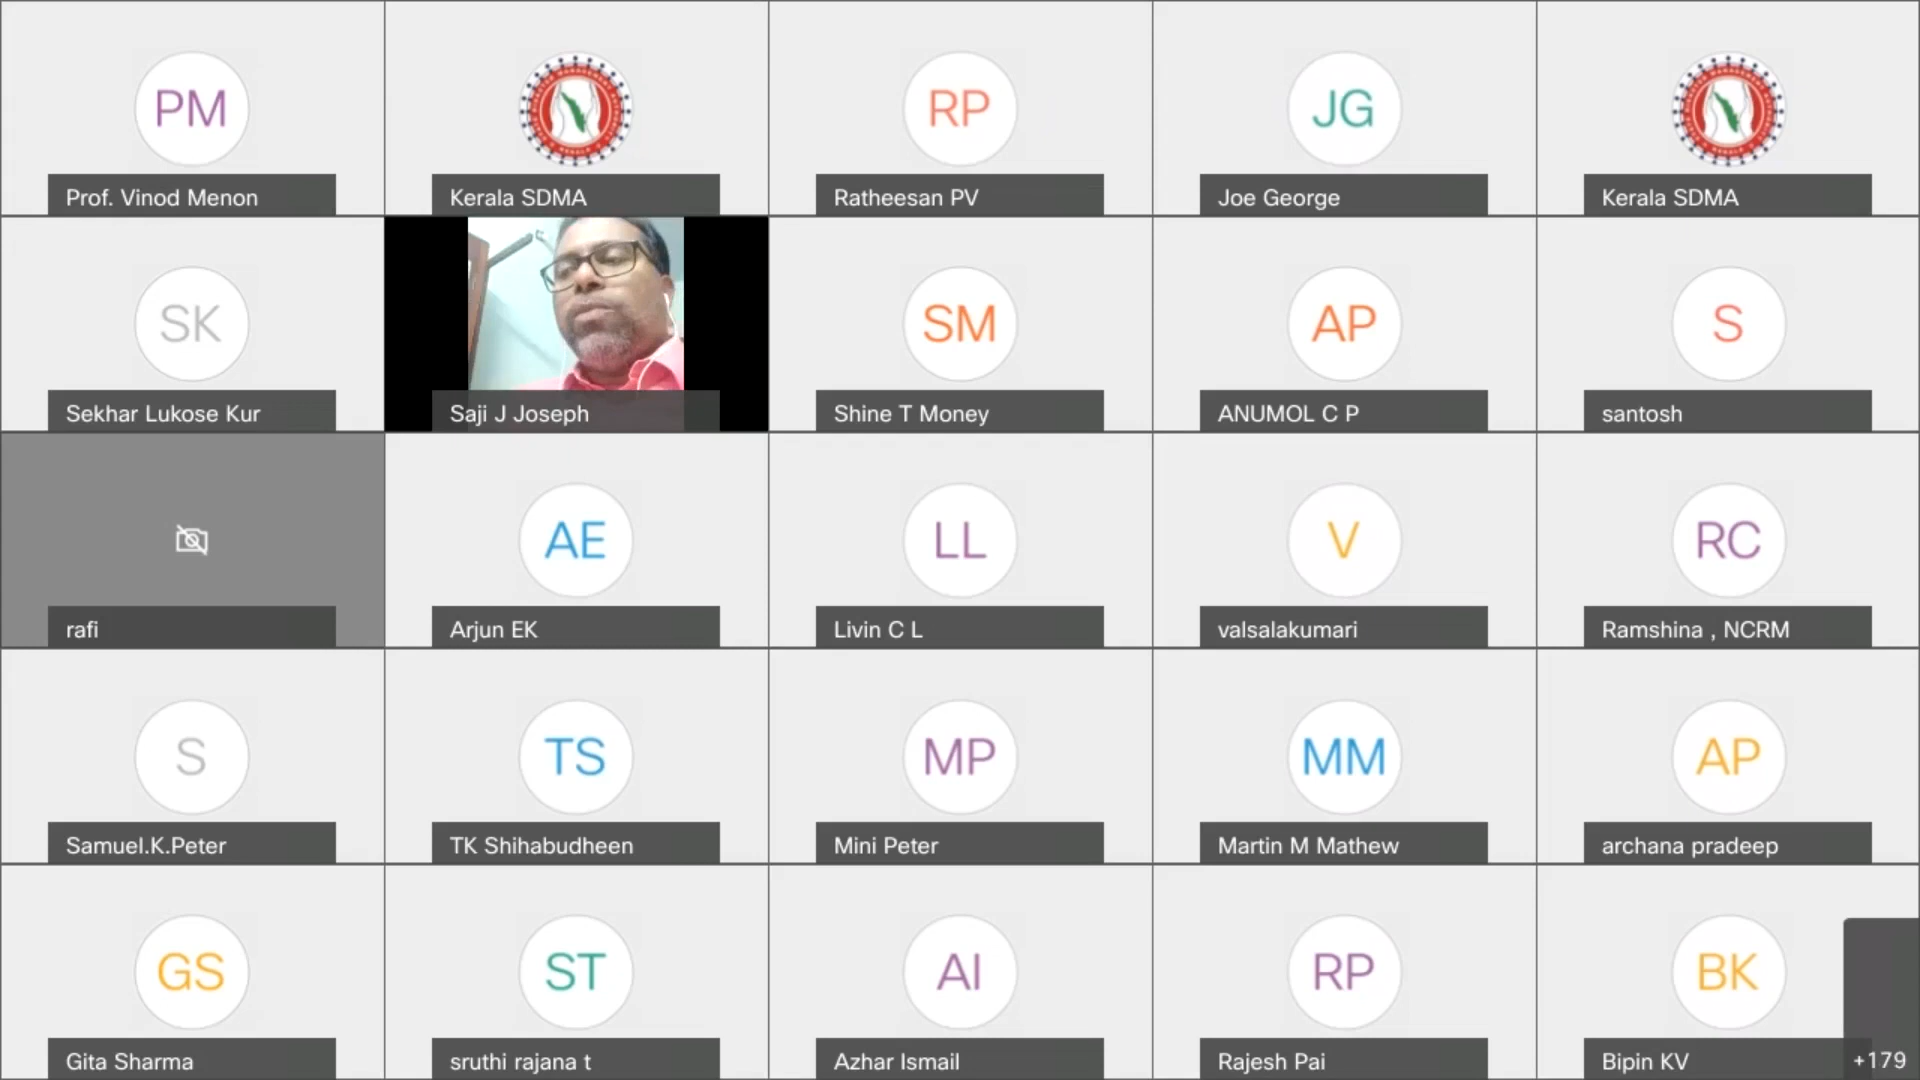 PM
RP
JG
Prof. Vinod Menon
Kerala SDMA
Ratheesan PV
Joe George
Kerala SDMA
SK
SM
AP
S
Sekhar Lukose Kur
Saji J Joseph
Shine T Money
ANUMOL C P
santosh
AE
LL
V
RC
rafi
Arjun EK
Livin C L
valsalakumari
Ramshina , NCRM
S
TS
MP
MM
AP
Samuel.K.Peter
TK Shihabudheen
Mini Peter
Martin M Mathew
archana pradeep
GS
ST
AI
RP
BK
Gita Sharma
sruthi rajana t
Azhar Ismail
Rajesh Pai
Bipin KV
+179